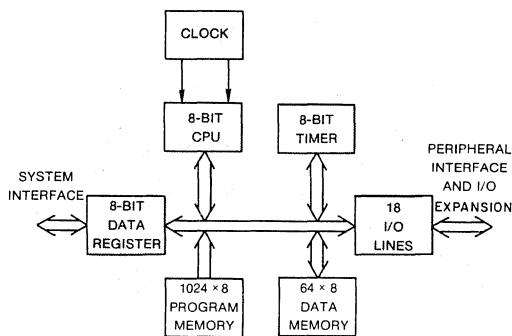 CLOCK
8-BIT
CPU
8-BIT
TIMER
SYSTEM
INTERFACE
8-BIT
DATA
REGISTER
18
I/O
LINES
PERIPHERAL
INTERFACE
AND I/O
EXPANSION
1024 × 8
PROGRAM
MEMORY
64 × 8
DATA
MEMORY